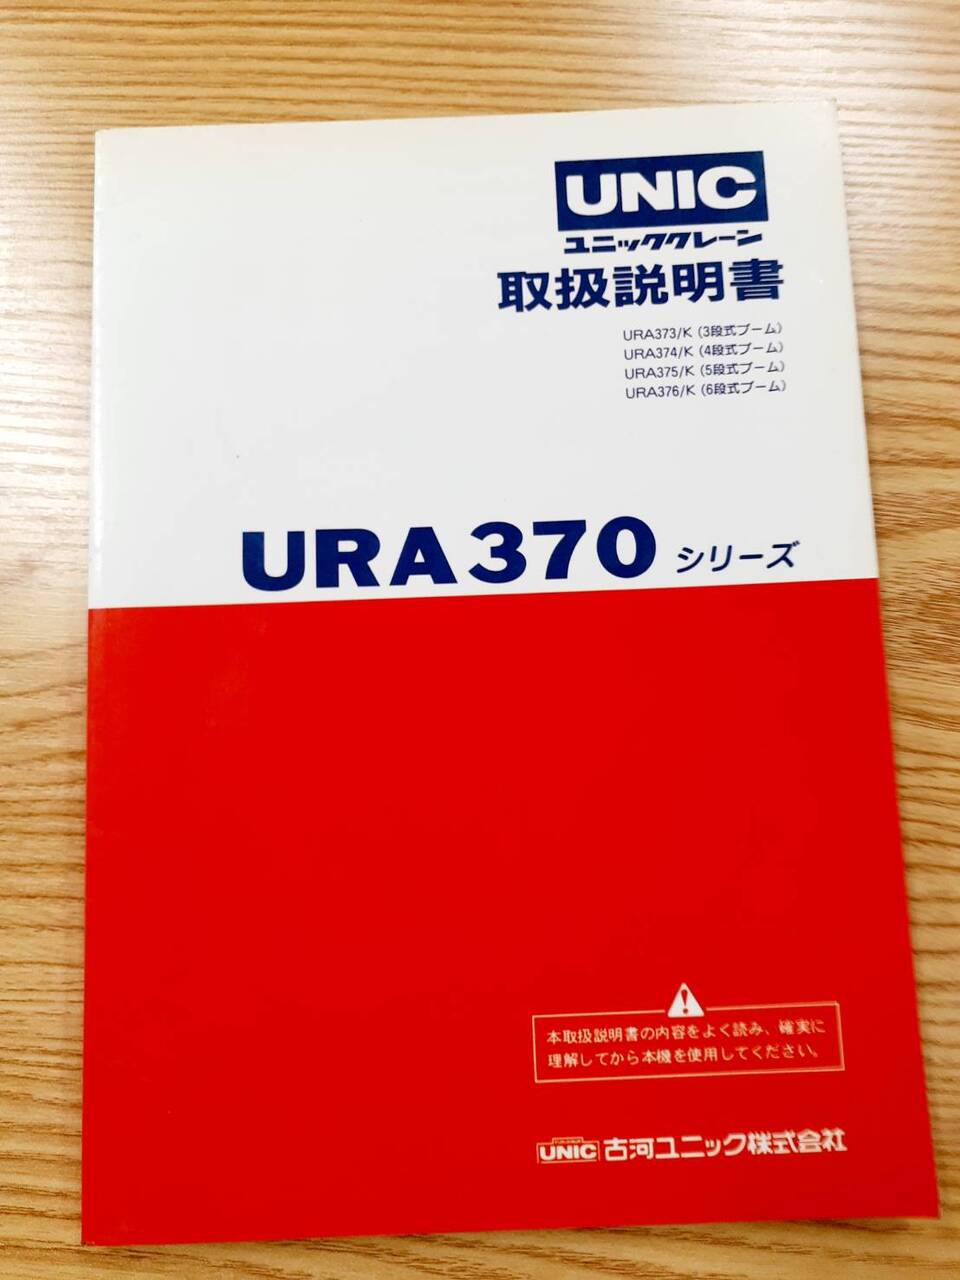 UNIC
ユニッククレーン
取扱説明書
URA373/K (3段式ブーム)
URA374/K (4段式ブーム)
URA375/K (5段式ブーム)
URA376/K (6段式ブーム)
URA370 シリーズ
本取扱説明書の内容をよく読み、確実に
理解してから本機を使用してください。
UNIC 古河ユニック株式会社